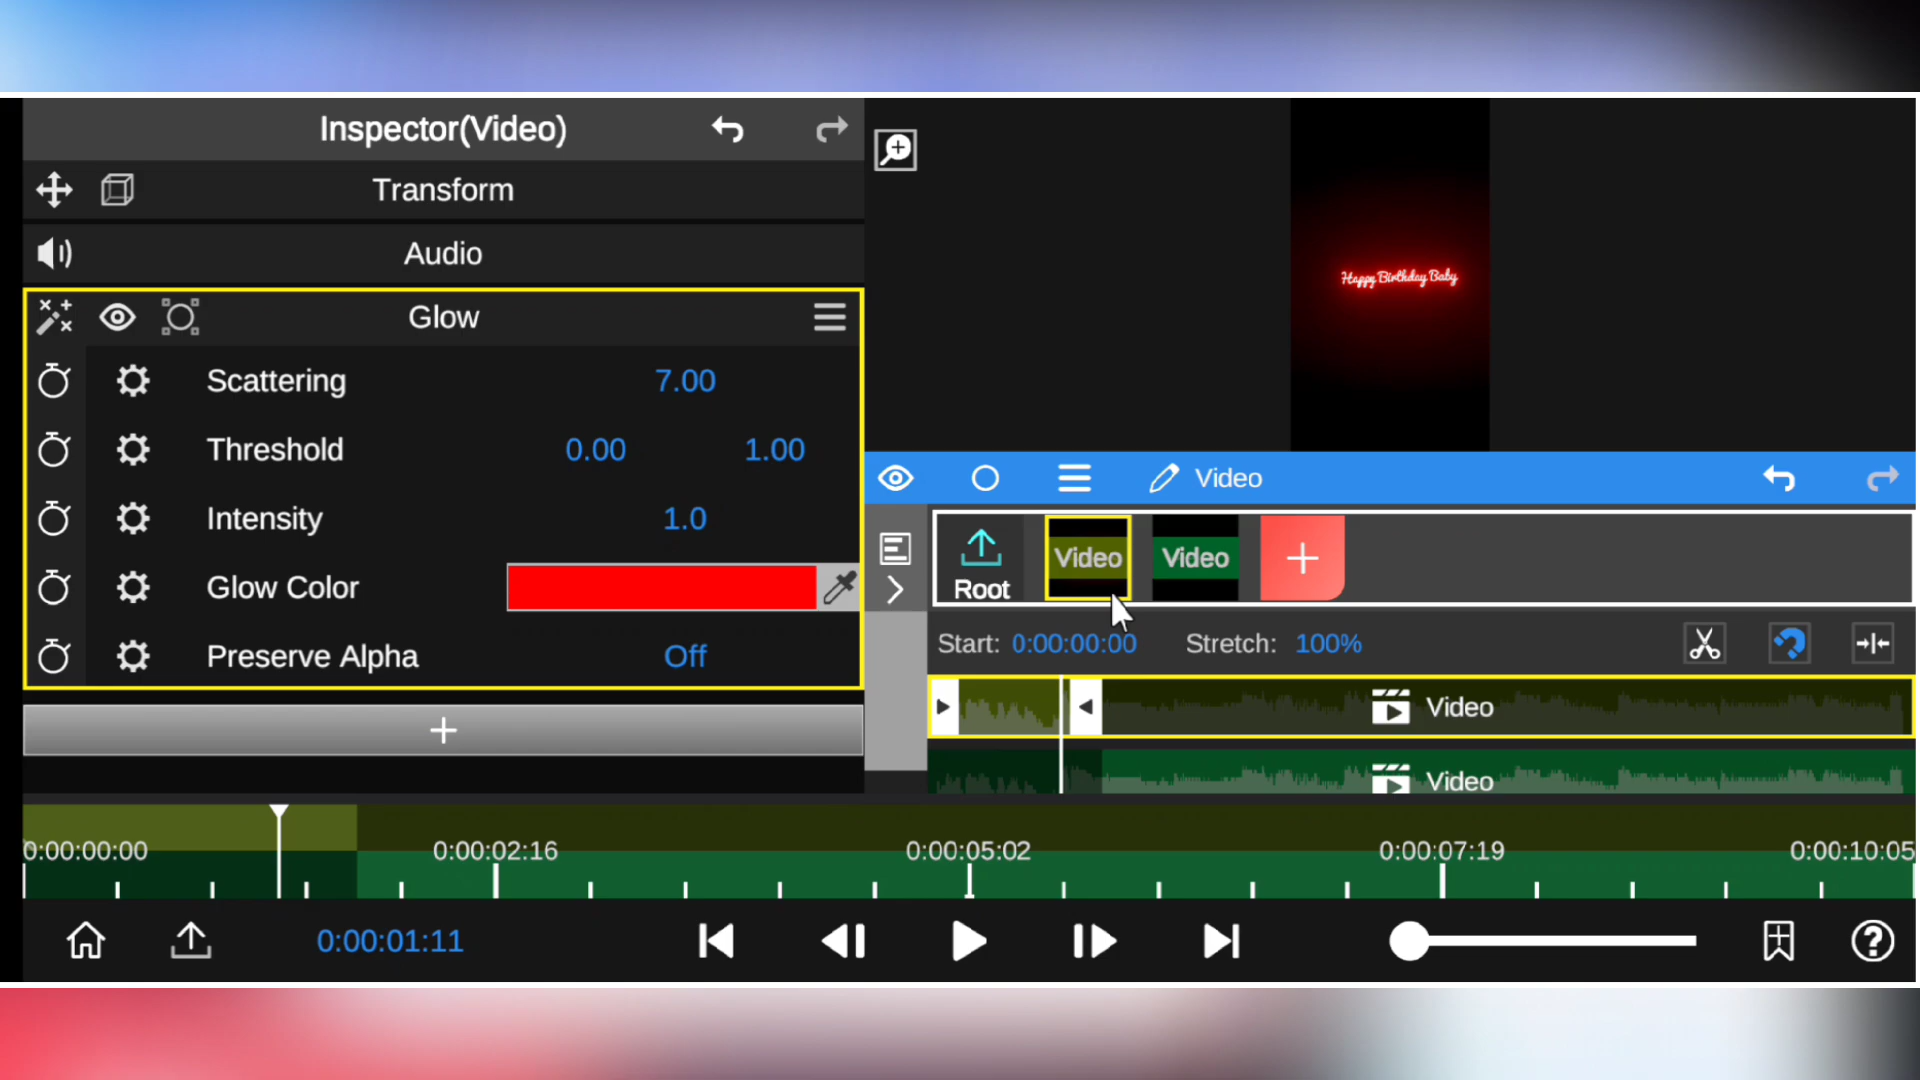 Inspector(Video)
Transform
Audio
Glow
Scattering 7.00
Threshold 0.00 1.00
Intensity 1.0
Glow Color
Preserve Alpha Off
Happy Birthday Baby
Video
Root Video Video
Start: 0:00:00:00 Stretch: 100%
Video
Video
0:00:00:00 0:00:02:16 0:00:05:02 0:00:07:19 0:00:10:05
0:00:01:11